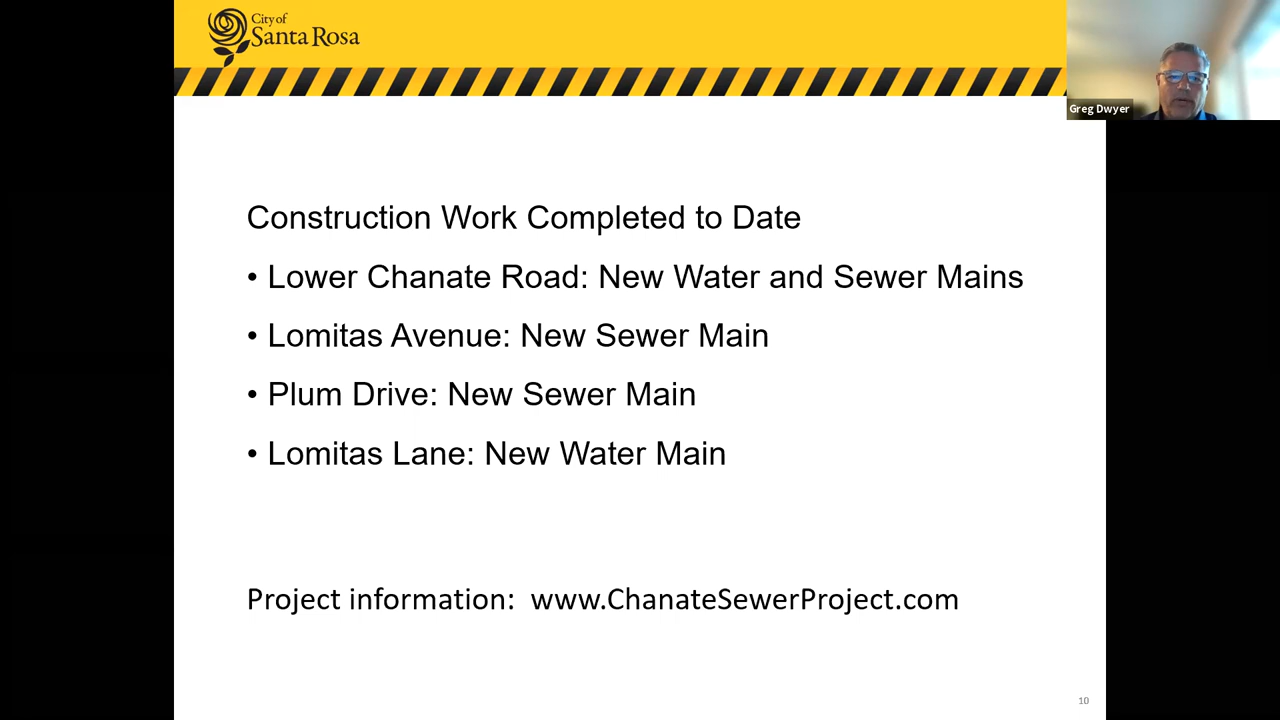 City of
Santa Rosa
Greg Dwyer
Construction Work Completed to Date
• Lower Chanate Road: New Water and Sewer Mains
• Lomitas Avenue: New Sewer Main
• Plum Drive: New Sewer Main
• Lomitas Lane: New Water Main
Project information: www.ChanateSewerProject.com
10